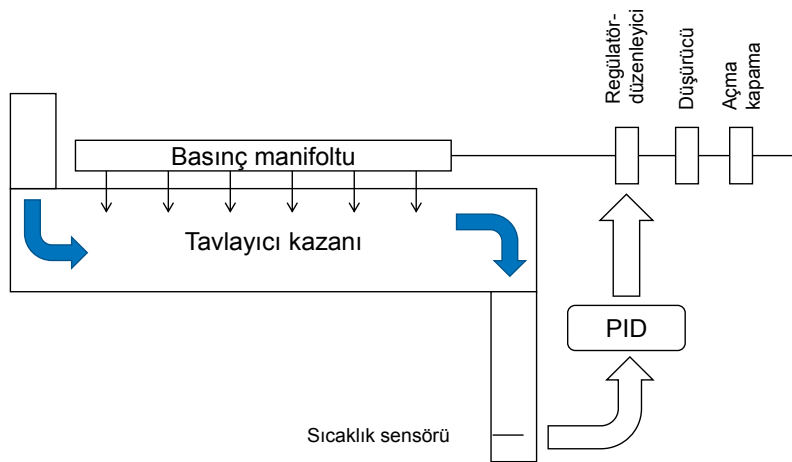 Regülatör-
düzenleyici
Düşürücü
Açma
kapama
Basınç manifoltu
Tavlayıcı kazanı
PID
Sıcaklık sensörü